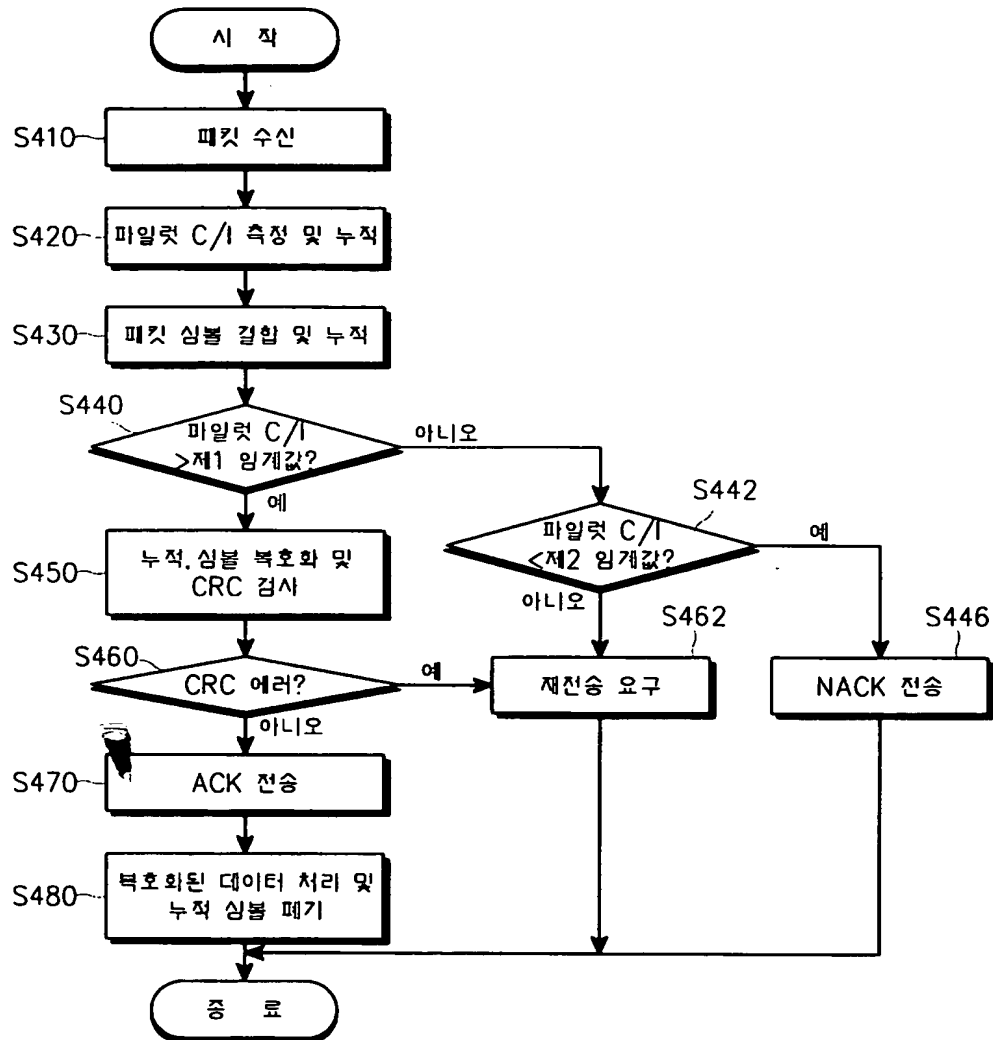 시 작
S410
패킷 수신
S420
파일럿 C/I 측정 및 누적
S430
패킷 심볼 결합 및 누적
S440
파일럿 C/I
>제1 임계값?
아니오
예
S442
파일럿 C/I
<제2 임계값?
예
아니오
S450
누적, 심볼 복호화 및
CRC 검사
S460
CRC 에러?
예
아니오
S462
재전송 요구
S446
NACK 전송
S470
ACK 전송
S480
복호화된 데이터 처리 및
누적 심볼 폐기
종 료